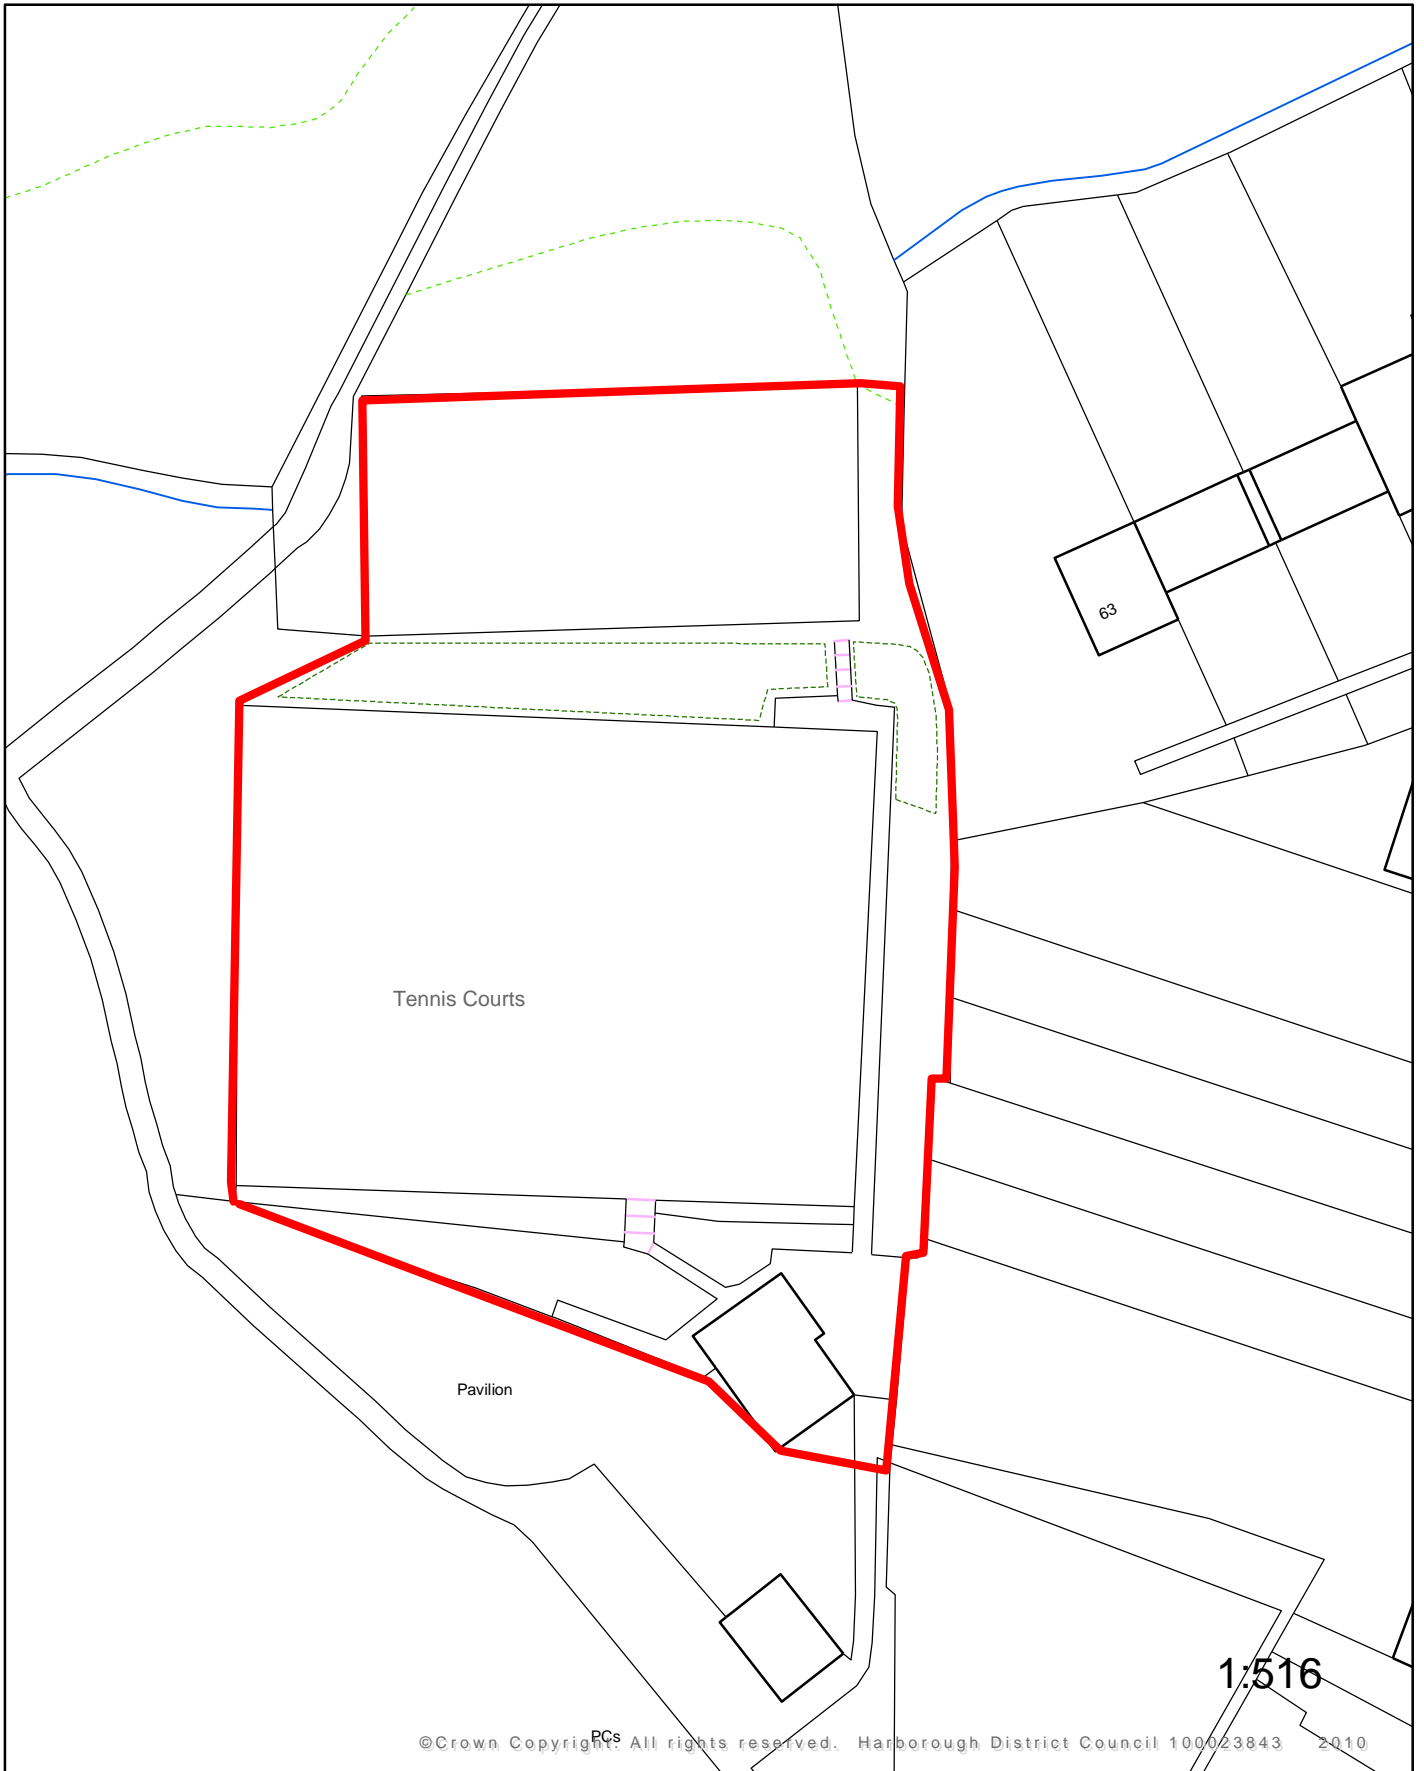 63
Tennis Courts
Pavilion
1:516
PCs
©Crown Copyright. All rights reserved. Harborough District Council 100023843 2010